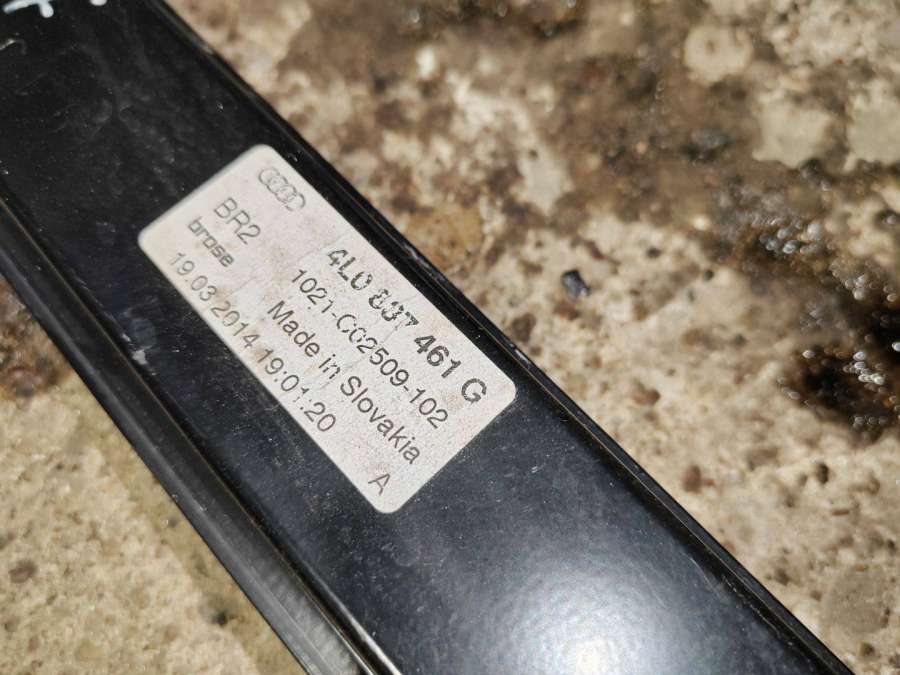 BR2
4L0 837 461 G
brose
1021-C02509-102
Made in Slovakia
19.03.2014 19:01:20
A